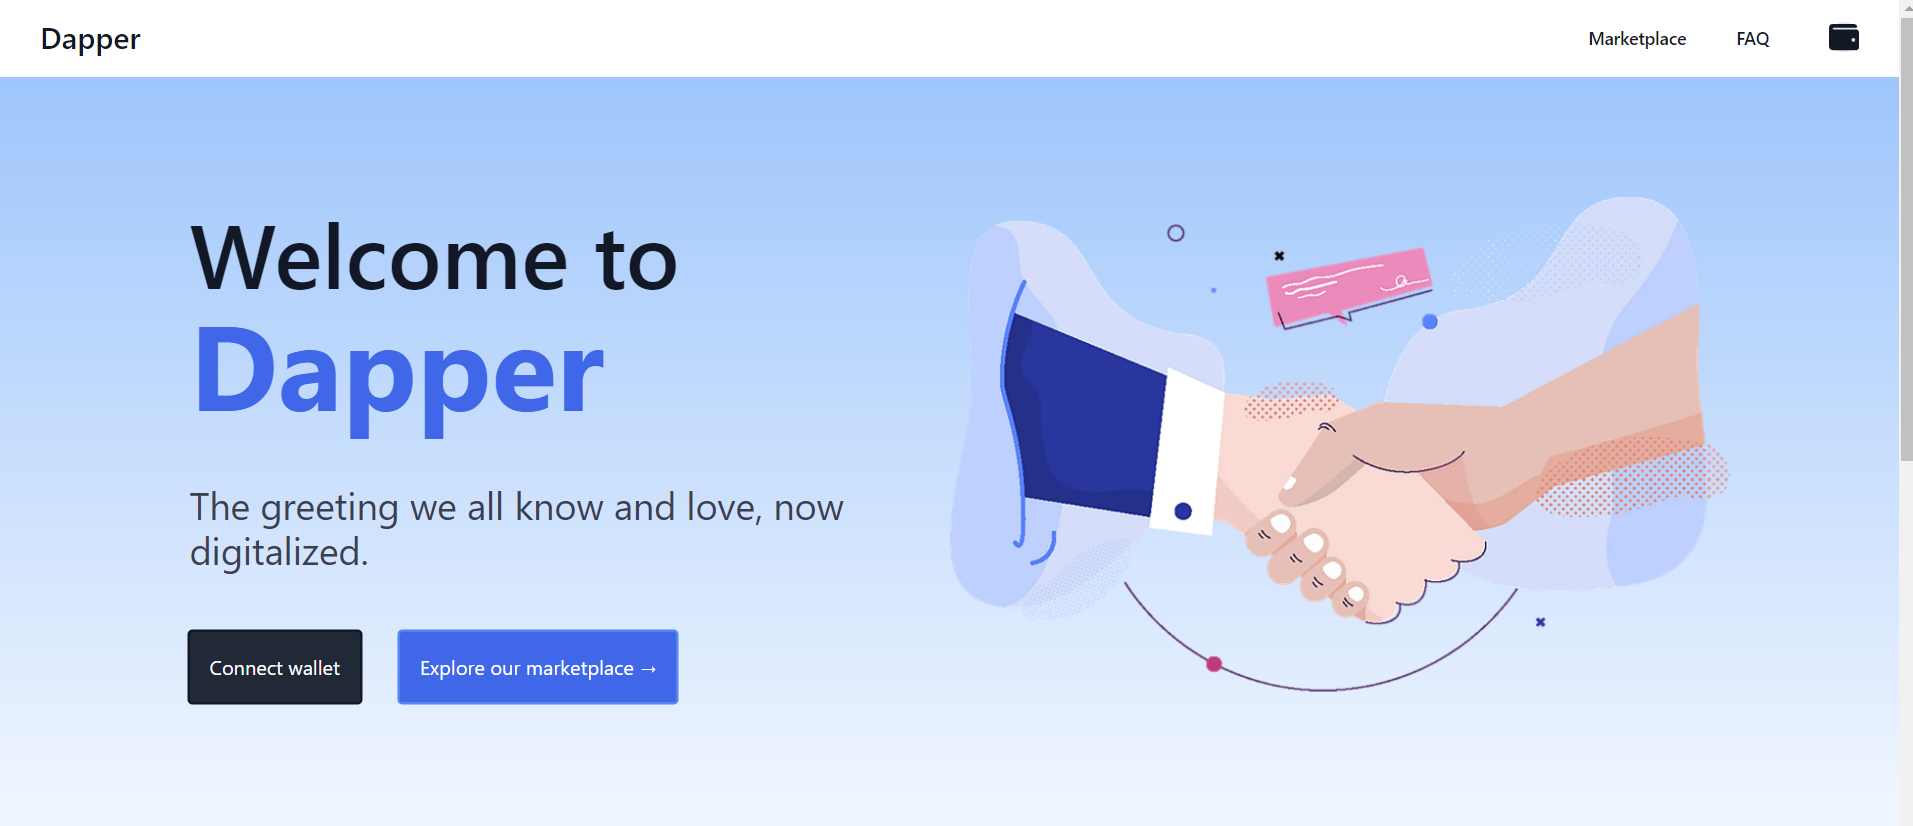 Dapper
Marketplace
FAQ
Welcome to
Dapper
The greeting we all know and love, now
digitalized.
Connect wallet
Explore our marketplace →